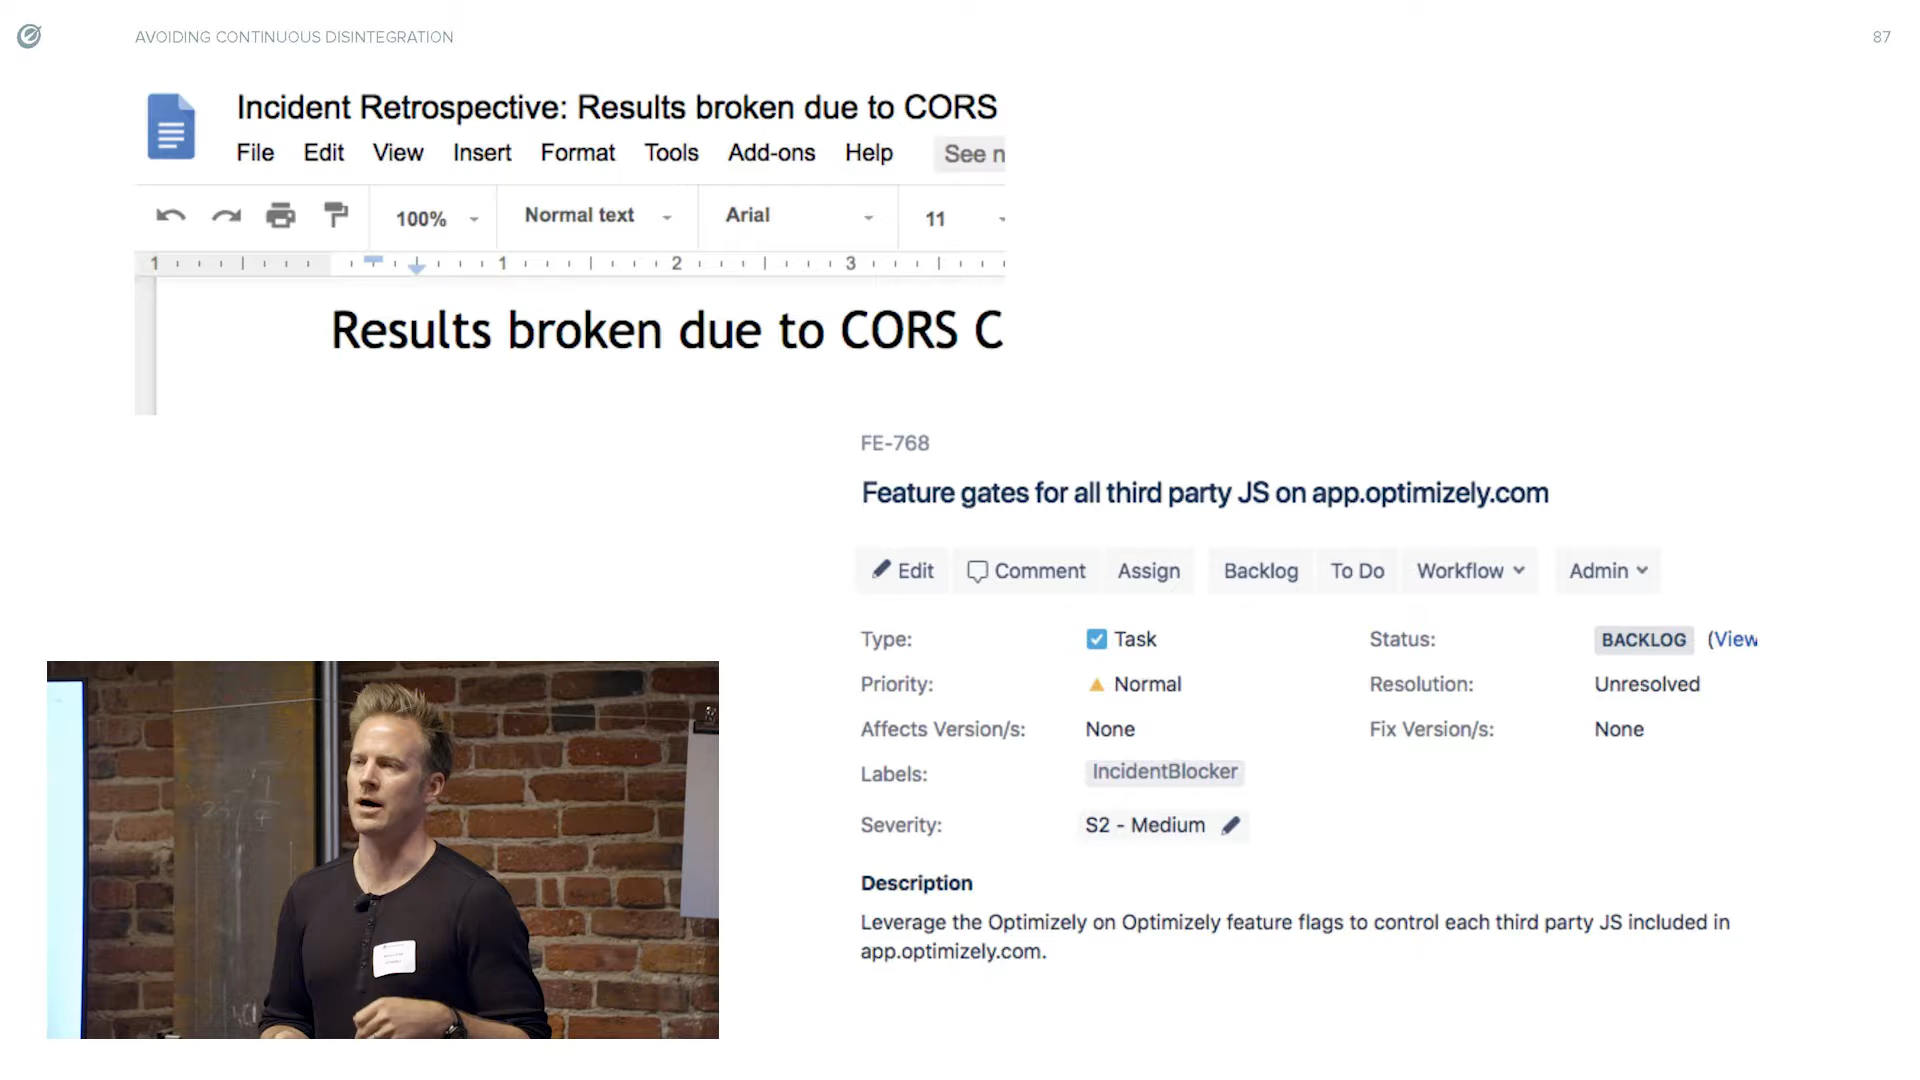 AVOIDING CONTINUOUS DISINTEGRATION
87
Incident Retrospective: Results broken due to CORS
File Edit View Insert Format Tools Add-ons Help See n
100% Normal text Arial 11
1 1 2 3
Results broken due to CORS C
FE-768
Feature gates for all third party JS on app.optimizely.com
Edit Comment Assign Backlog To Do Workflow Admin
Type: Task Status: BACKLOG (View
Priority: Normal Resolution: Unresolved
Affects Version/s: None Fix Version/s: None
Labels: IncidentBlocker
Severity: S2 - Medium
Description
Leverage the Optimizely on Optimizely feature flags to control each third party JS included in
app.optimizely.com.